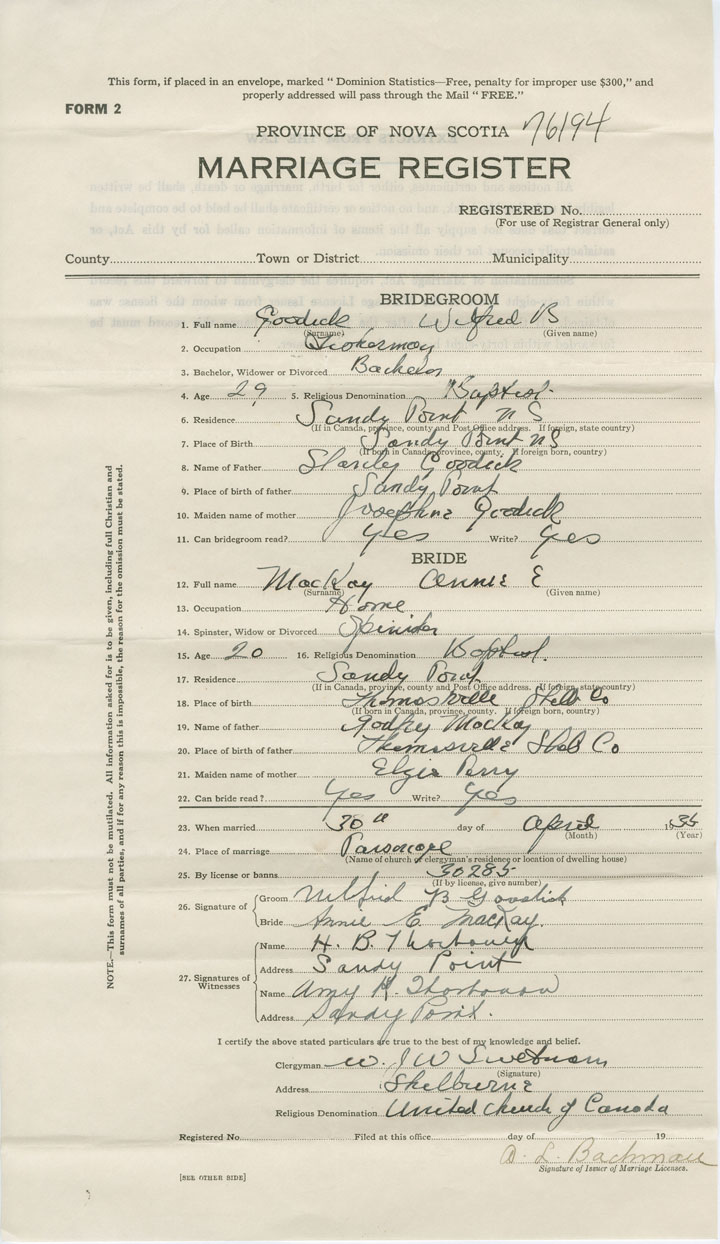 This form, if placed in an envelope, marked " Dominion Statistics—Free, penalty for improper use $300," and
properly addressed will pass through the Mail " FREE."
FORM 2
PROVINCE OF NOVA SCOTIA 76194
MARRIAGE REGISTER
REGISTERED No.
(For use of Registrar General only)
County Town or District Municipality
BRIDEGROOM
1. Full name Goodick Wilfred B
(Surname) (Given name)
2. Occupation
3. Bachelor, Widower or Divorced Bachelor
4. Age 29 5. Religious Denomination Baptist
6. Residence Sandy Point N S
(If in Canada, province, county and Post Office address. If foreign, state country)
7. Place of Birth Sandy Point NS
(If born in Canada, province, county. If foreign born, country)
8. Name of Father Stanley Goodick
9. Place of birth of father Sandy Point
10. Maiden name of mother Josephine Goodick
11. Can bridegroom read? Yes Write? Yes
BRIDE
12. Full name MacKay Annie E
(Surname) (Given name)
13. Occupation Home
14. Spinster, Widow or Divorced Spinster
15. Age 20 16. Religious Denomination Baptist.
17. Residence Sandy Point
(If in Canada, province, county and Post Office address. If foreign, state country)
18. Place of birth Thomasville Shelb Co
(If born in Canada, province, county. If foreign born, country)
19. Name of father Godfrey MacKay
20. Place of birth of father Thomasville Shelb Co
21. Maiden name of mother Elzie Perry
22. Can bride read? Yes Write? Yes
23. When married 30th day of April 1935
(Month) (Year)
24. Place of marriage Parsonage
(Name of church if clergyman's residence or location of dwelling house)
25. By license or banns 30285
(If by license, give number)
26. Signature of
Groom Wilfrid B Goodick
Bride Annie E. MacKay.
27. Signatures of Witnesses
Name H. B. Thorbourn
Address Sandy Point
Name Amy K. Thorbourn
Address Sandy Point.
I certify the above stated particulars are true to the best of my knowledge and belief.
Clergyman W. J W Swetnam
(Signature)
Address Shelburne
Religious Denomination United Church of Canada
Registered No. Filed at this office day of 19
D. L. Bachman
Signature of Issuer of Marriage Licenses.
[SEE OTHER SIDE]
NOTE.—This form must not be mutilated. All information asked for is to be given, including full Christian and
surnames of all parties, and if for any reason this is impossible, the reason for the omission must be stated.